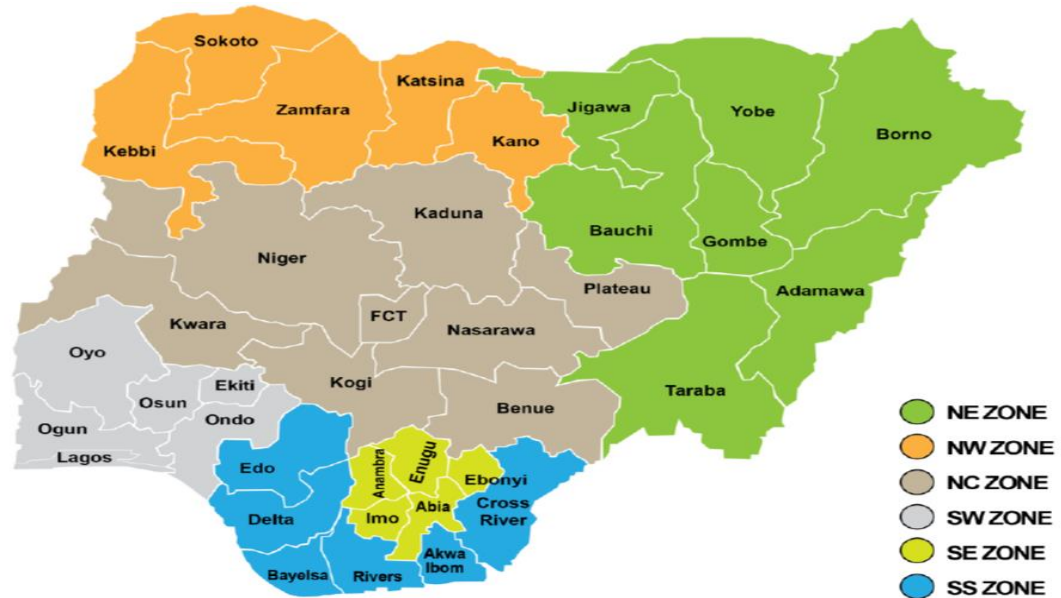 Sokoto
Katsina
Zamfara
Jigawa
Yobe
Borno
Kano
Kebbi
Kaduna
Bauchi
Gombe
Niger
Plateau
Adamawa
FCT
Kwara
Nasarawa
Oyo
Kogi
Ekiti
Taraba
Osun
Benue
Ondo
Ogun
Lagos
Edo
Anambra
Enugu
Ebonyi
Delta
Imo
Abia
Cross
River
Akwa
Ibom
Bayelsa
Rivers
NE ZONE
NW ZONE
NC ZONE
SW ZONE
SE ZONE
SS ZONE